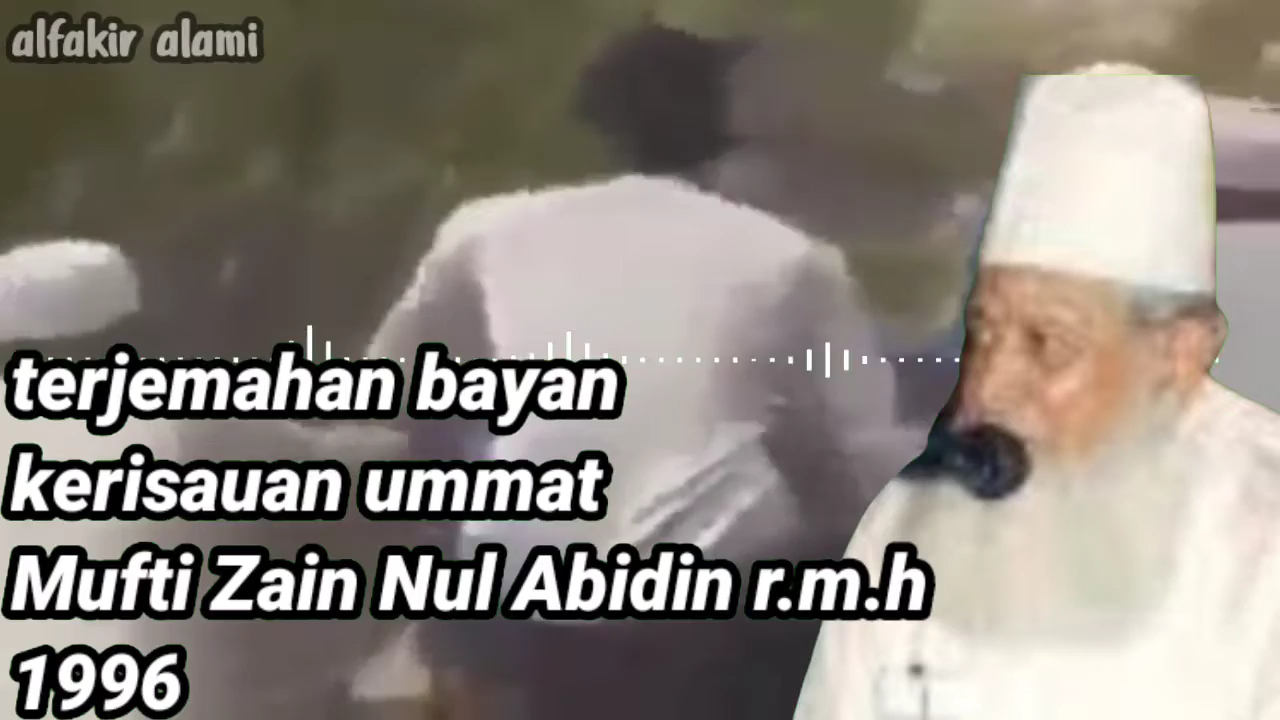 alfakir alami
terjemahan bayan
kerisauan ummat
Mufti Zain Nul Abidin r.m.h
1996